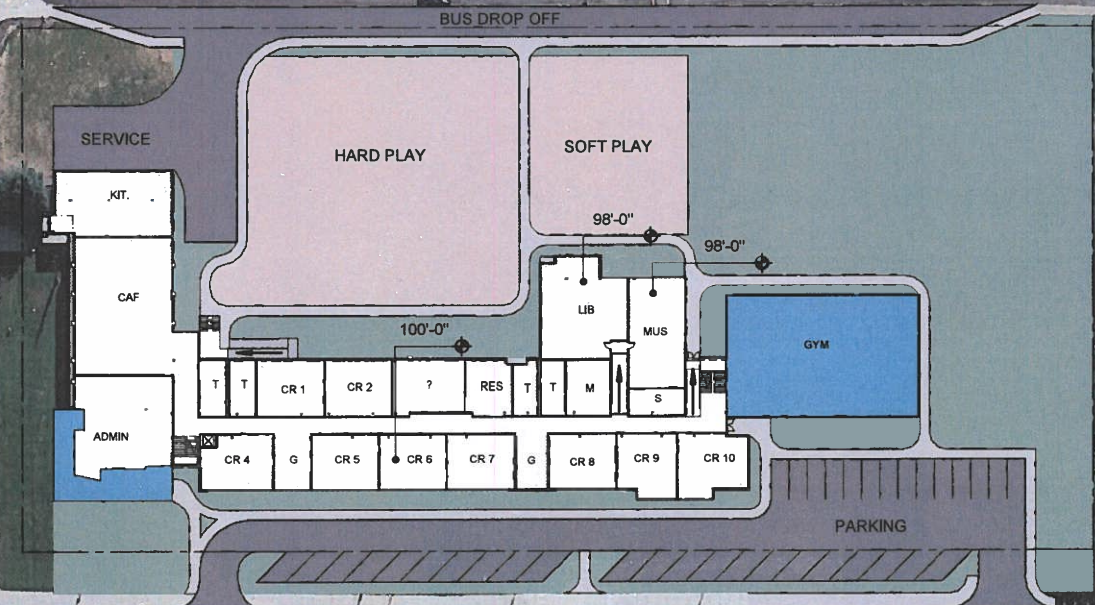 BUS DROP OFF
SERVICE
HARD PLAY
SOFT PLAY
KIT.
98'-0"
98'-0"
CAF
LIB
MUS
GYM
100'-0"
T
T
CR 1
CR 2
?
RES
T
T
M
S
ADMIN
CR 4
G
CR 5
CR 6
CR 7
G
CR 8
CR 9
CR 10
PARKING